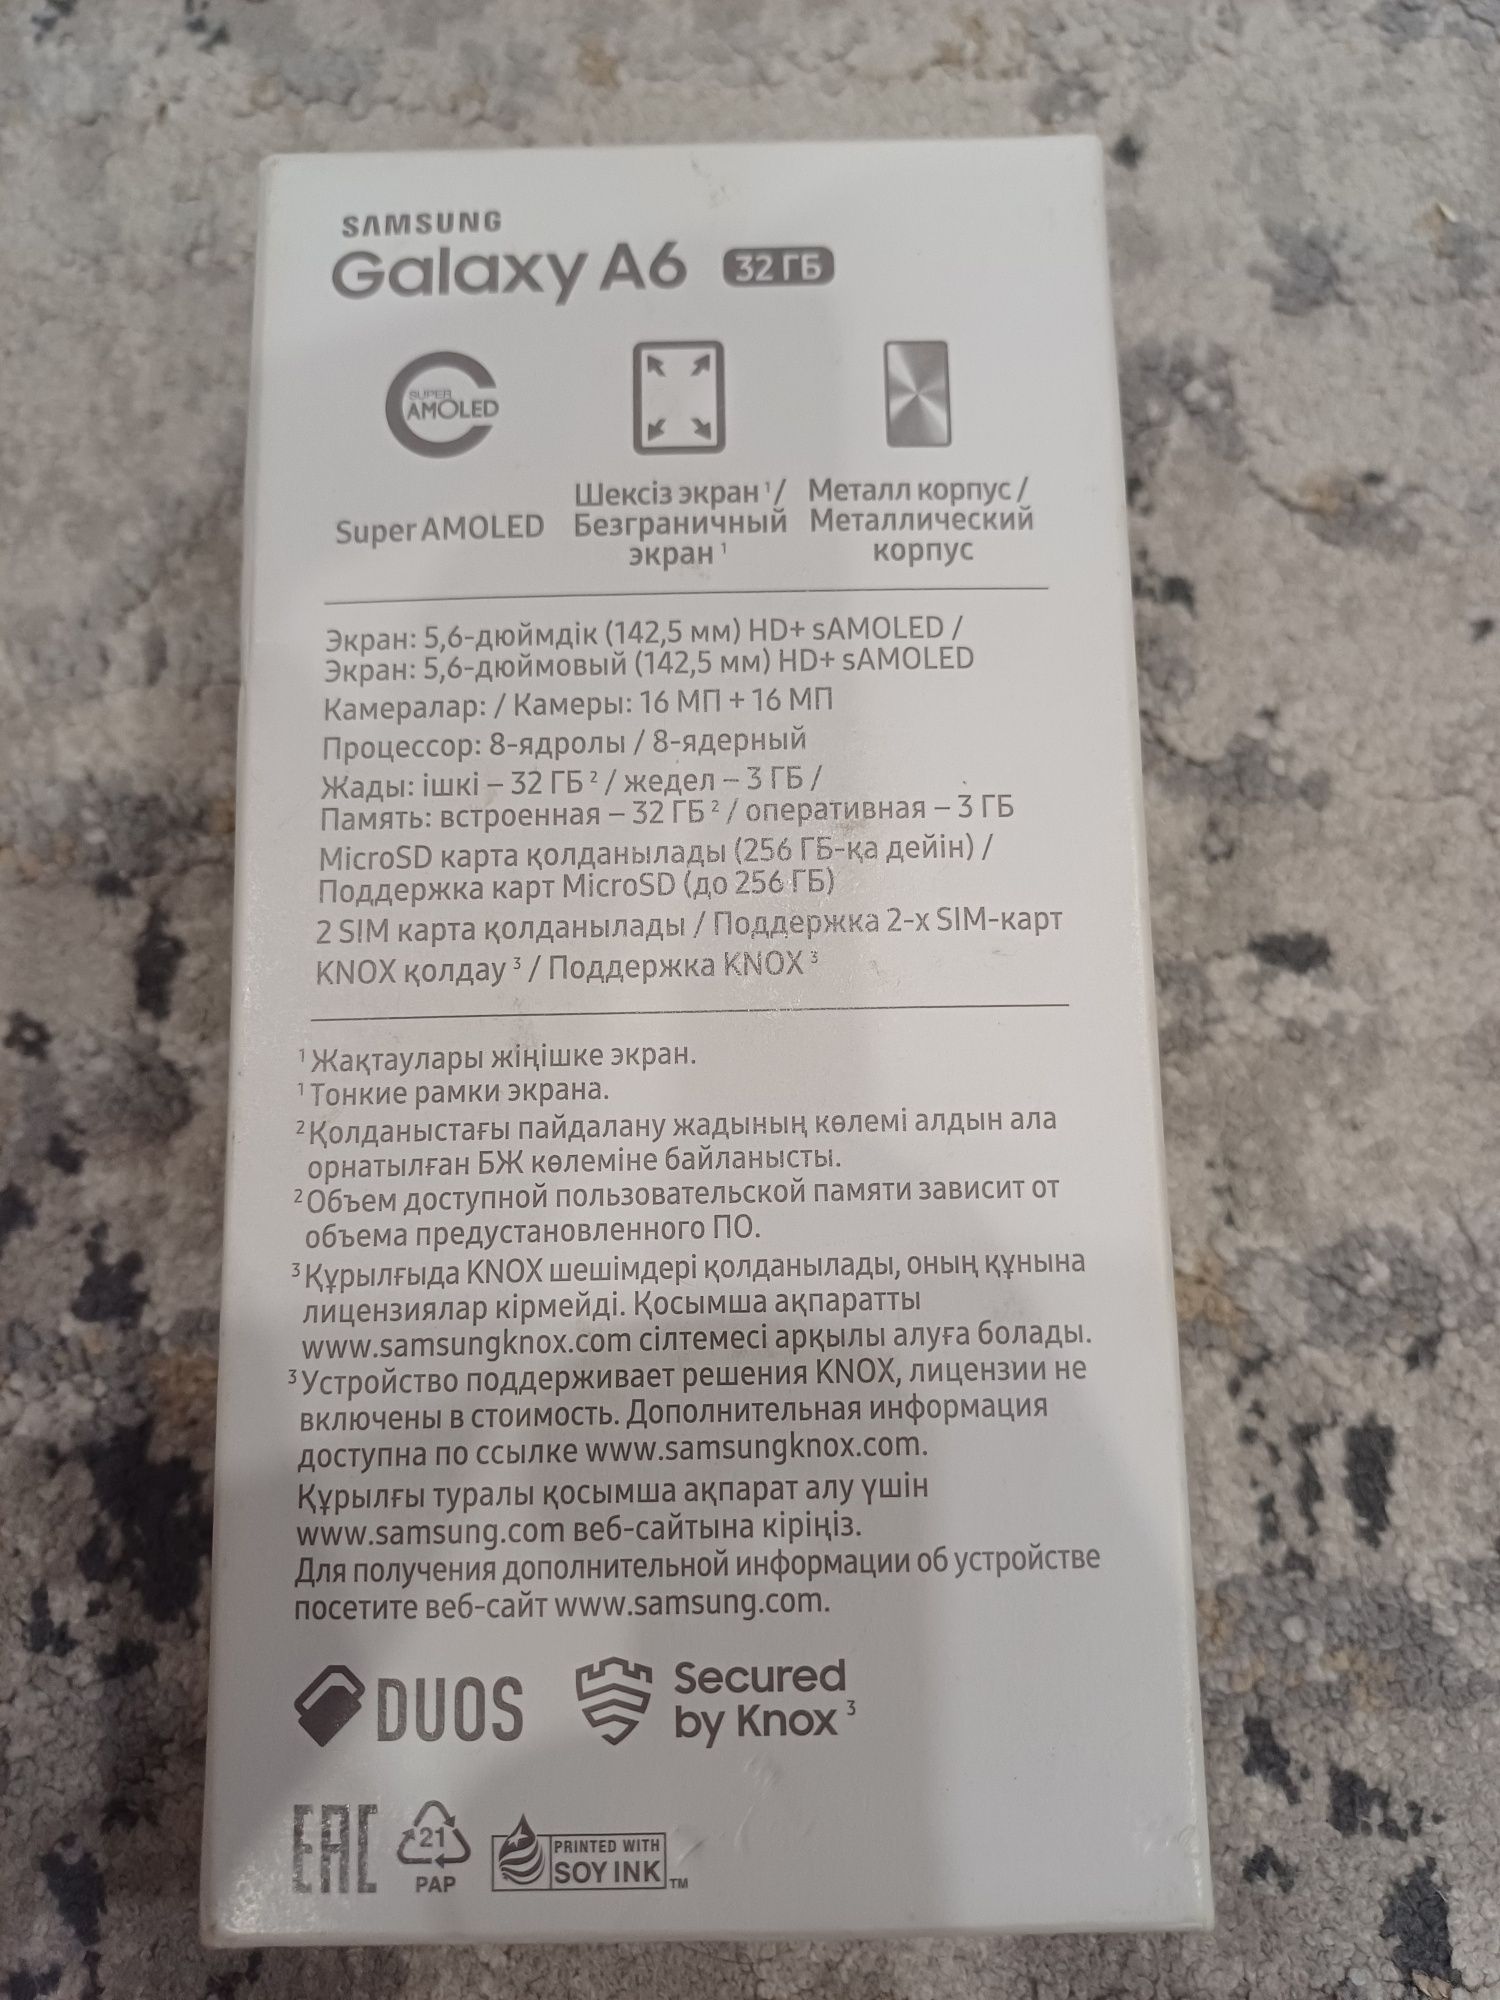 SAMSUNG
Galaxy A6 32 ГБ
SUPER
AMOLED
Super AMOLED
Шексіз экран ¹/
Безграничный
экран ¹
Металл корпус /
Металлический
корпус
Экран: 5,6-дюймдік (142,5 мм) HD+ sAMOLED /
Экран: 5,6-дюймовый (142,5 мм) HD+ sAMOLED
Камералар: / Камеры: 16 МП + 16 МП
Процессор: 8-ядролы / 8-ядерный
Жады: ішкі – 32 ГБ ² / жедел – 3 ГБ /
Память: встроенная – 32 ГБ ² / оперативная – 3 ГБ
MicroSD карта қолданылады (256 ГБ-қа дейін) /
Поддержка карт MicroSD (до 256 ГБ)
2 SIM карта қолданылады / Поддержка 2-х SIM-карт
KNOX қолдау ³ / Поддержка KNOX ³
¹ Жақтаулары жіңішке экран.
¹ Тонкие рамки экрана.
² Қолданыстағы пайдалану жадының көлемі алдын ала
орнатылған БЖ көлеміне байланысты.
² Объем доступной пользовательской памяти зависит от
объема предустановленного ПО.
³ Құрылғыда KNOX шешімдері қолданылады, оның құнына
лицензиялар кірмейді. Қосымша ақпаратты
www.samsungknox.com сілтемесі арқылы алуға болады.
³ Устройство поддерживает решения KNOX, лицензии не
включены в стоимость. Дополнительная информация
доступна по ссылке www.samsungknox.com.
Құрылғы туралы қосымша ақпарат алу үшін
www.samsung.com веб-сайтына кіріңіз.
Для получения дополнительной информации об устройстве
посетите веб-сайт www.samsung.com.
DUOS
Secured
by Knox ³
EAC
21
PAP
PRINTED WITH
SOY INK ™